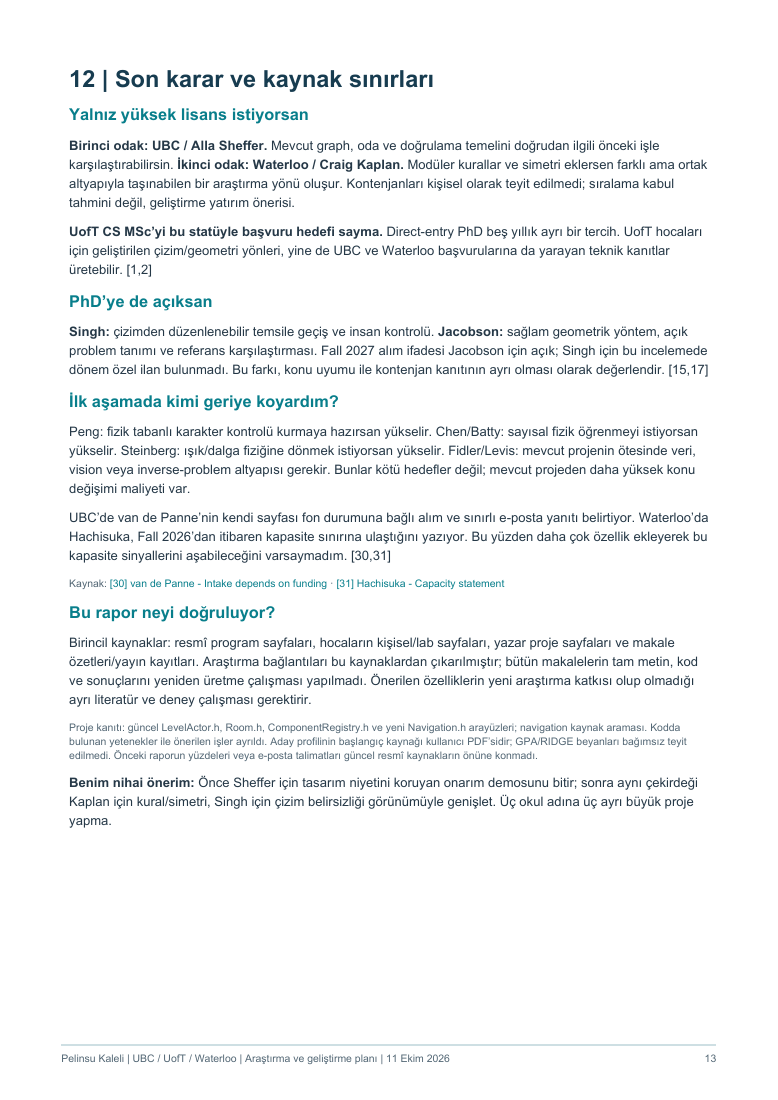 12 | Son karar ve kaynak sınırları
Yalnız yüksek lisans istiyorsan
Birinci odak: UBC / Alla Sheffer. Mevcut graph, oda ve doğrulama temelini doğrudan ilgili önceki işle
karşılaştırabilirsin. İkinci odak: Waterloo / Craig Kaplan. Modüler kurallar ve simetri eklersen farklı ama ortak
altyapıyla taşınabilen bir araştırma yönü oluşur. Kontenjanları kişisel olarak teyit edilmedi; sıralama kabul
tahmini değil, geliştirme yatırım önerisi.
UofT CS MSc’yi bu statüyle başvuru hedefi sayma. Direct-entry PhD beş yıllık ayrı bir tercih. UofT hocaları
için geliştirilen çizim/geometri yönleri, yine de UBC ve Waterloo başvurularına da yarayan teknik kanıtlar
üretebilir. [1,2]
PhD’ye de açıksan
Singh: çizimden düzenlenebilir temsile geçiş ve insan kontrolü. Jacobson: sağlam geometrik yöntem, açık
problem tanımı ve referans karşılaştırması. Fall 2027 alım ifadesi Jacobson için açık; Singh için bu incelemede
dönem özel ilan bulunmadı. Bu farkı, konu uyumu ile kontenjan kanıtının ayrı olması olarak değerlendir. [15,17]
İlk aşamada kimi geriye koyardım?
Peng: fizik tabanlı karakter kontrolü kurmaya hazırsan yükselir. Chen/Batty: sayısal fizik öğrenmeyi istiyorsan
yükselir. Steinberg: ışık/dalga fiziğine dönmek istiyorsan yükselir. Fidler/Levis: mevcut projenin ötesinde veri,
vision veya inverse-problem altyapısı gerekir. Bunlar kötü hedefler değil; mevcut projeden daha yüksek konu
değişimi maliyeti var.
UBC’de van de Panne’nin kendi sayfası fon durumuna bağlı alım ve sınırlı e-posta yanıtı belirtiyor. Waterloo’da
Hachisuka, Fall 2026’dan itibaren kapasite sınırına ulaştığını yazıyor. Bu yüzden daha çok özellik ekleyerek bu
kapasite sinyallerini aşabileceğini varsaymadım. [30,31]
Kaynak: [30] van de Panne - Intake depends on funding · [31] Hachisuka - Capacity statement
Bu rapor neyi doğruluyor?
Birincil kaynaklar: resmî program sayfaları, hocaların kişisel/lab sayfaları, yazar proje sayfaları ve makale
özetleri/yayın kayıtları. Araştırma bağlantıları bu kaynaklardan çıkarılmıştır; bütün makalelerin tam metin, kod
ve sonuçlarını yeniden üretme çalışması yapılmadı. Önerilen özelliklerin yeni araştırma katkısı olup olmadığı
ayrı literatür ve deney çalışması gerektirir.
Proje kanıtı: güncel LevelActor.h, Room.h, ComponentRegistry.h ve yeni Navigation.h arayüzleri; navigation kaynak araması. Kodda
bulunan yetenekler ile önerilen işler ayrıldı. Aday profilinin başlangıç kaynağı kullanıcı PDF’sidir; GPA/RIDGE beyanları bağımsız teyit
edilmedi. Önceki raporun yüzdeleri veya e-posta talimatları güncel resmî kaynakların önüne konmadı.
Benim nihai önerim: Önce Sheffer için tasarım niyetini koruyan onarım demosunu bitir; sonra aynı çekirdeği
Kaplan için kural/simetri, Singh için çizim belirsizliği görünümüyle genişlet. Üç okul adına üç ayrı büyük proje
yapma.
Pelinsu Kaleli | UBC / UofT / Waterloo | Araştırma ve geliştirme planı | 11 Ekim 2026
13